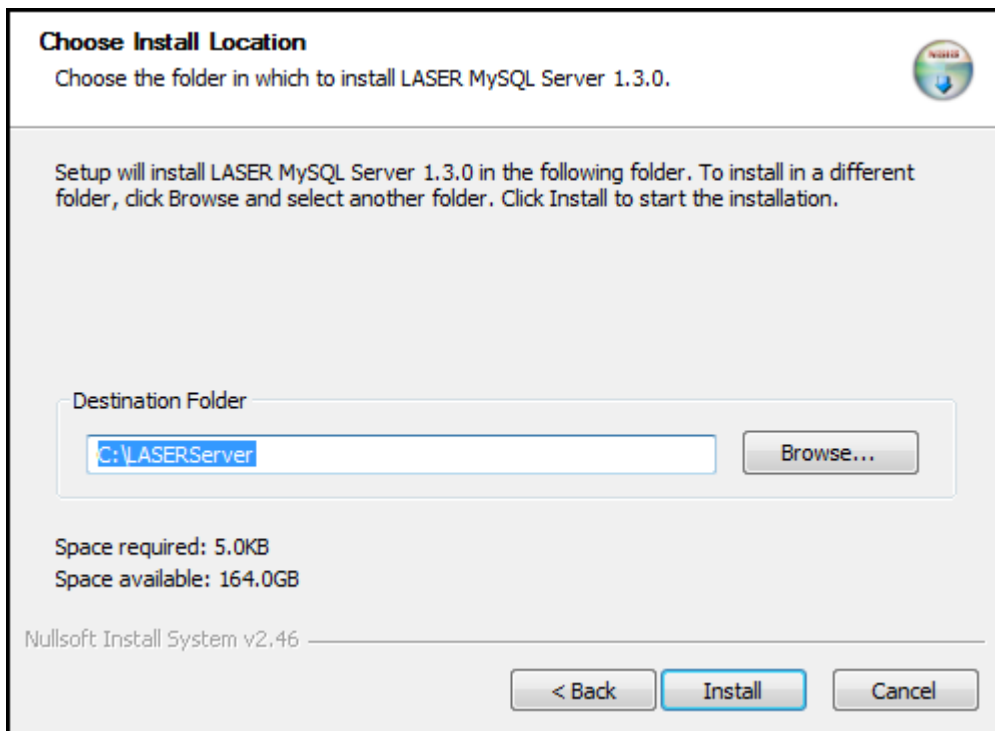 Choose Install Location
Choose the folder in which to install LASER MySQL Server 1.3.0.
Setup will install LASER MySQL Server 1.3.0 in the following folder. To install in a different
folder, click Browse and select another folder. Click Install to start the installation.
Destination Folder
C:\LASERServer
Browse...
Space required: 5.0KB
Space available: 164.0GB
Nullsoft Install System v2.46
< Back
Install
Cancel